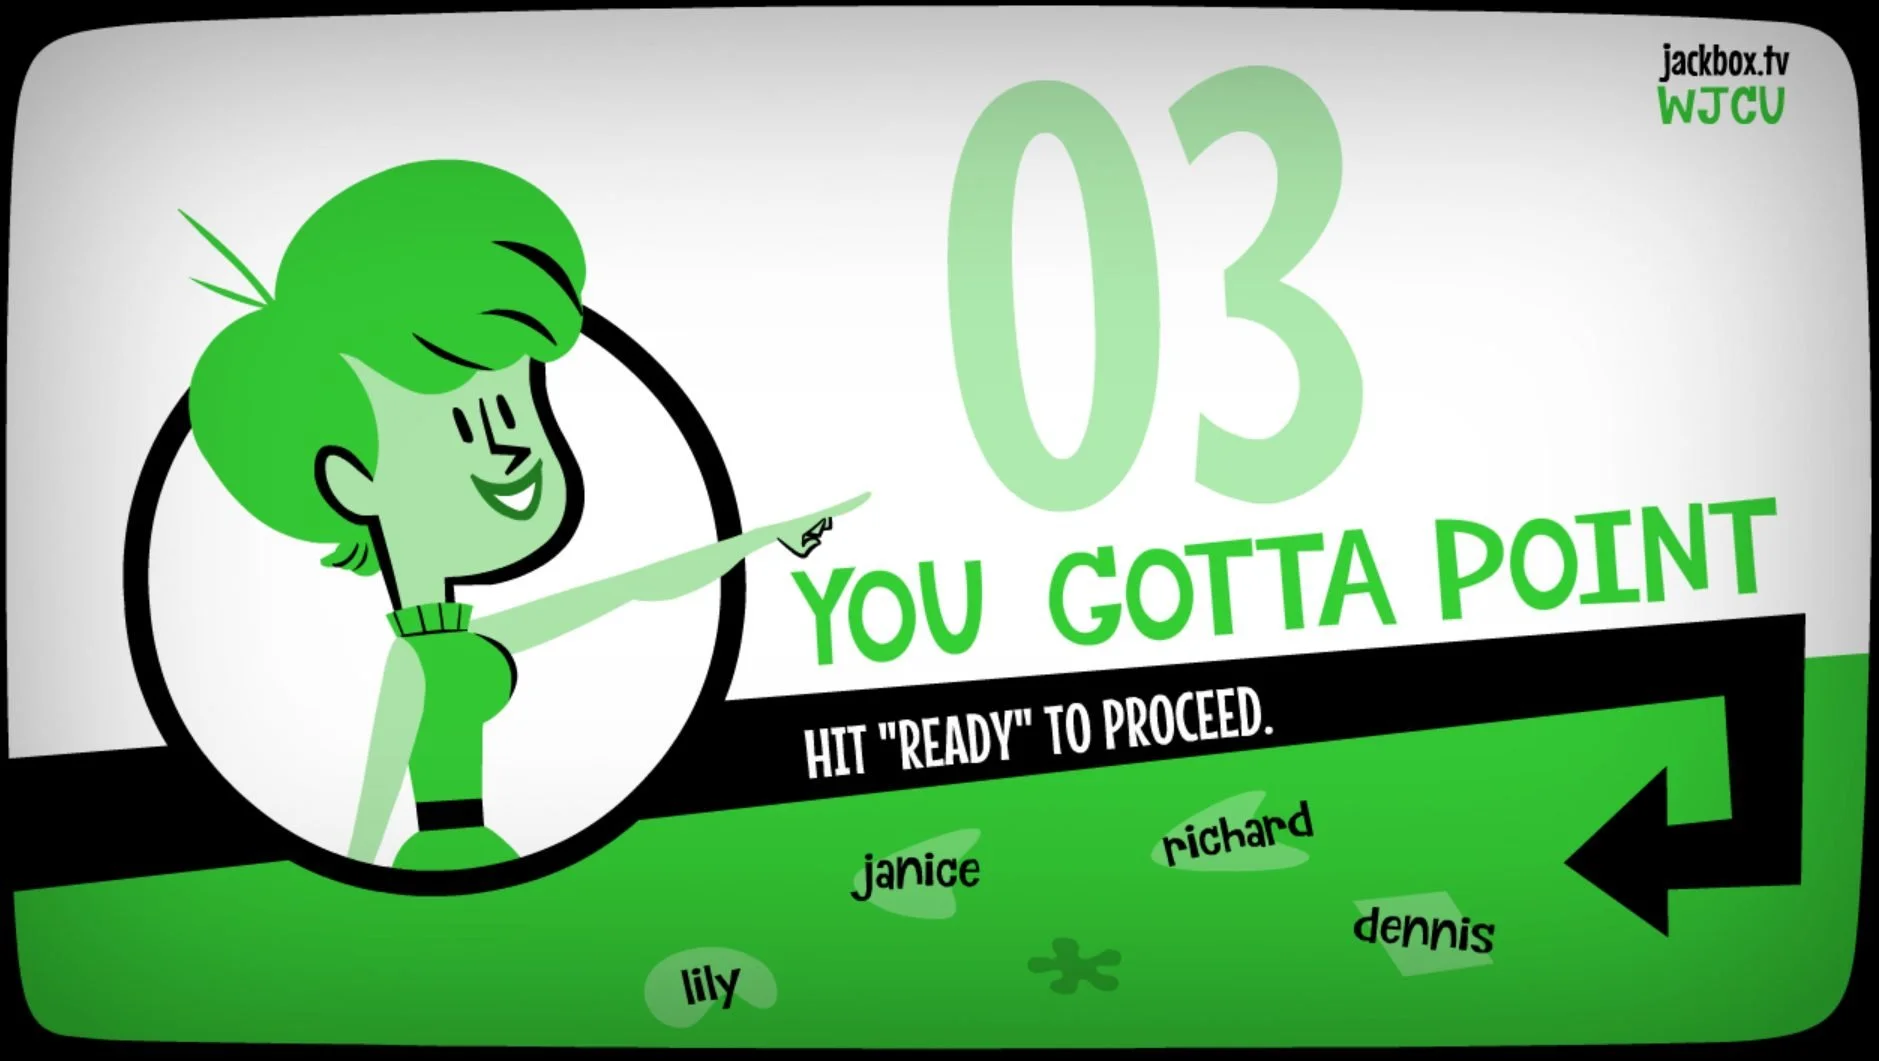 jackbox.tv
WJCU
03
YOU GOTTA POINT
HIT "READY" TO PROCEED.
janice
richard
dennis
lily